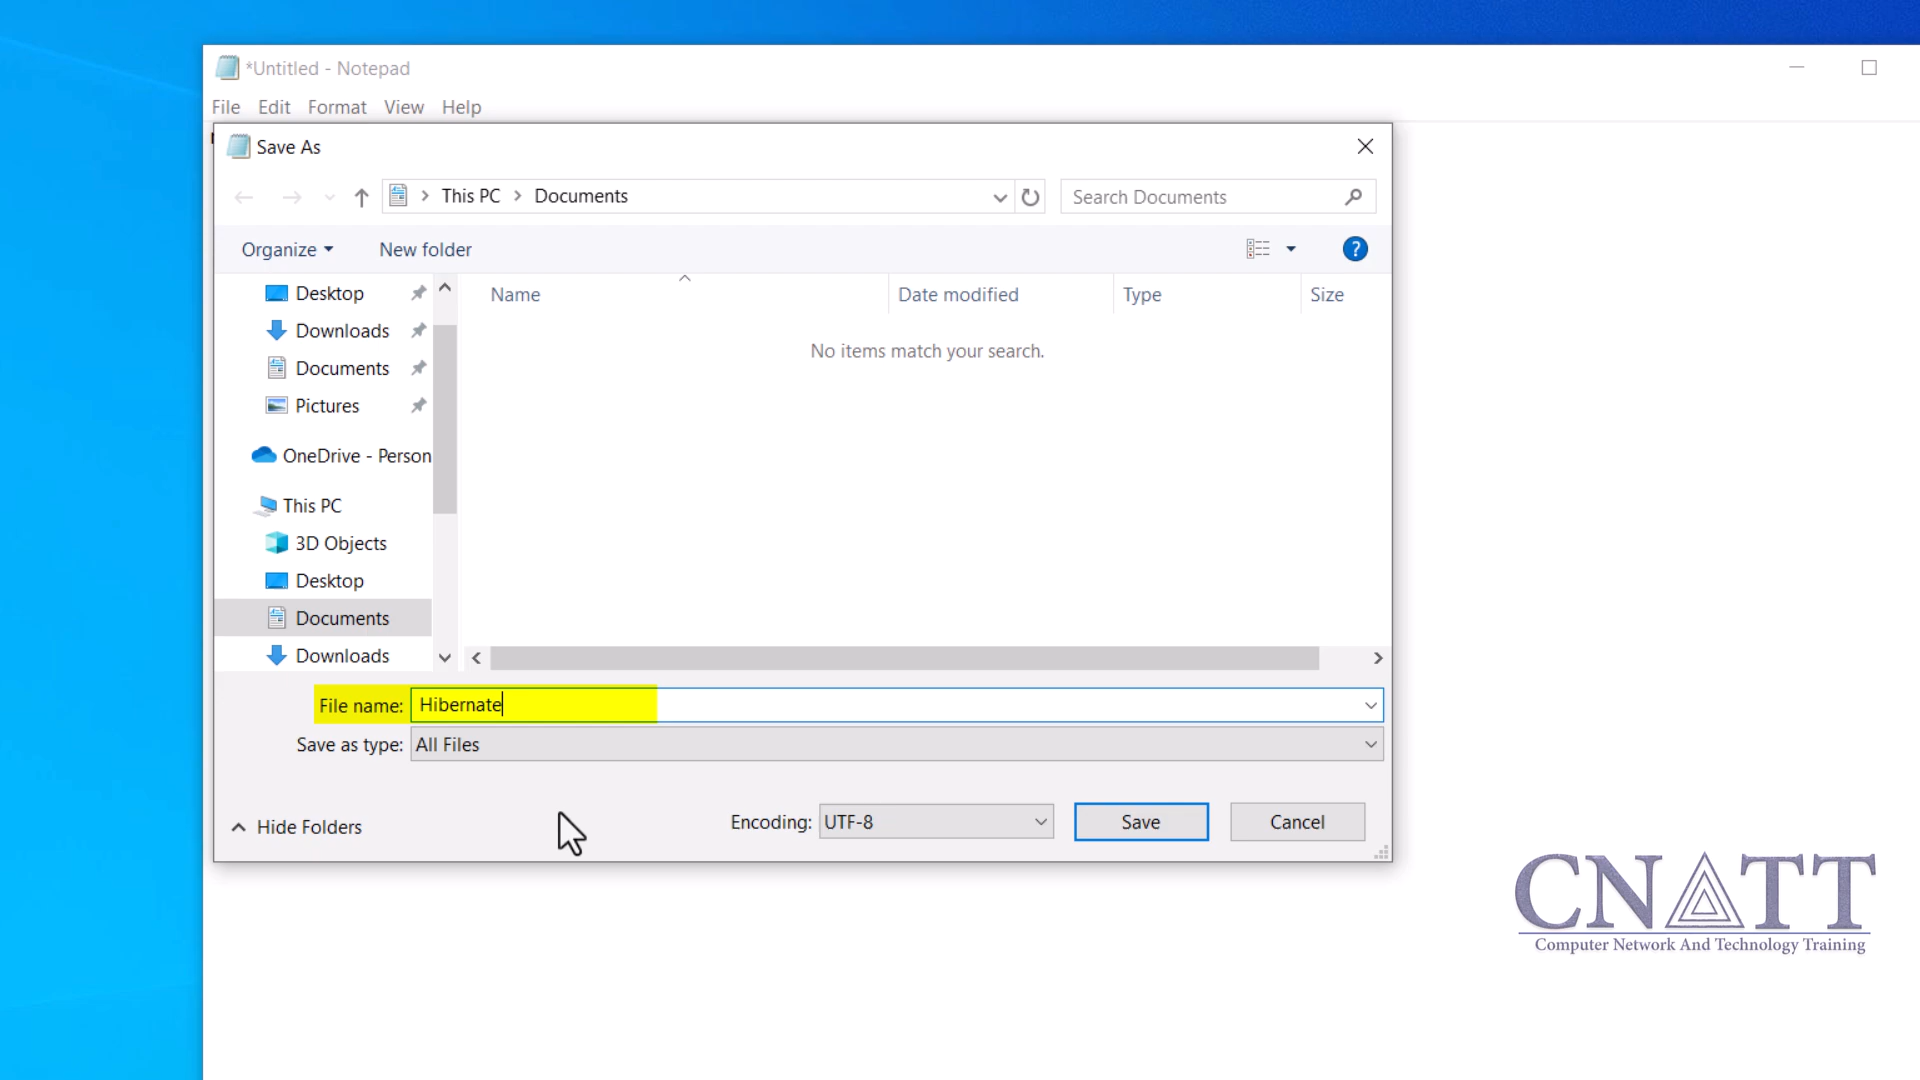 *Untitled - Notepad
File Edit Format View Help
Save As
This PC Documents
Search Documents
Organize New folder
?
Desktop
Downloads
Documents
Pictures
OneDrive - Person
This PC
3D Objects
Desktop
Documents
Downloads
Name Date modified Type Size
No items match your search.
File name: Hibernate
Save as type: All Files
Hide Folders
Encoding: UTF-8 Save Cancel
CNATT
Computer Network And Technology Training